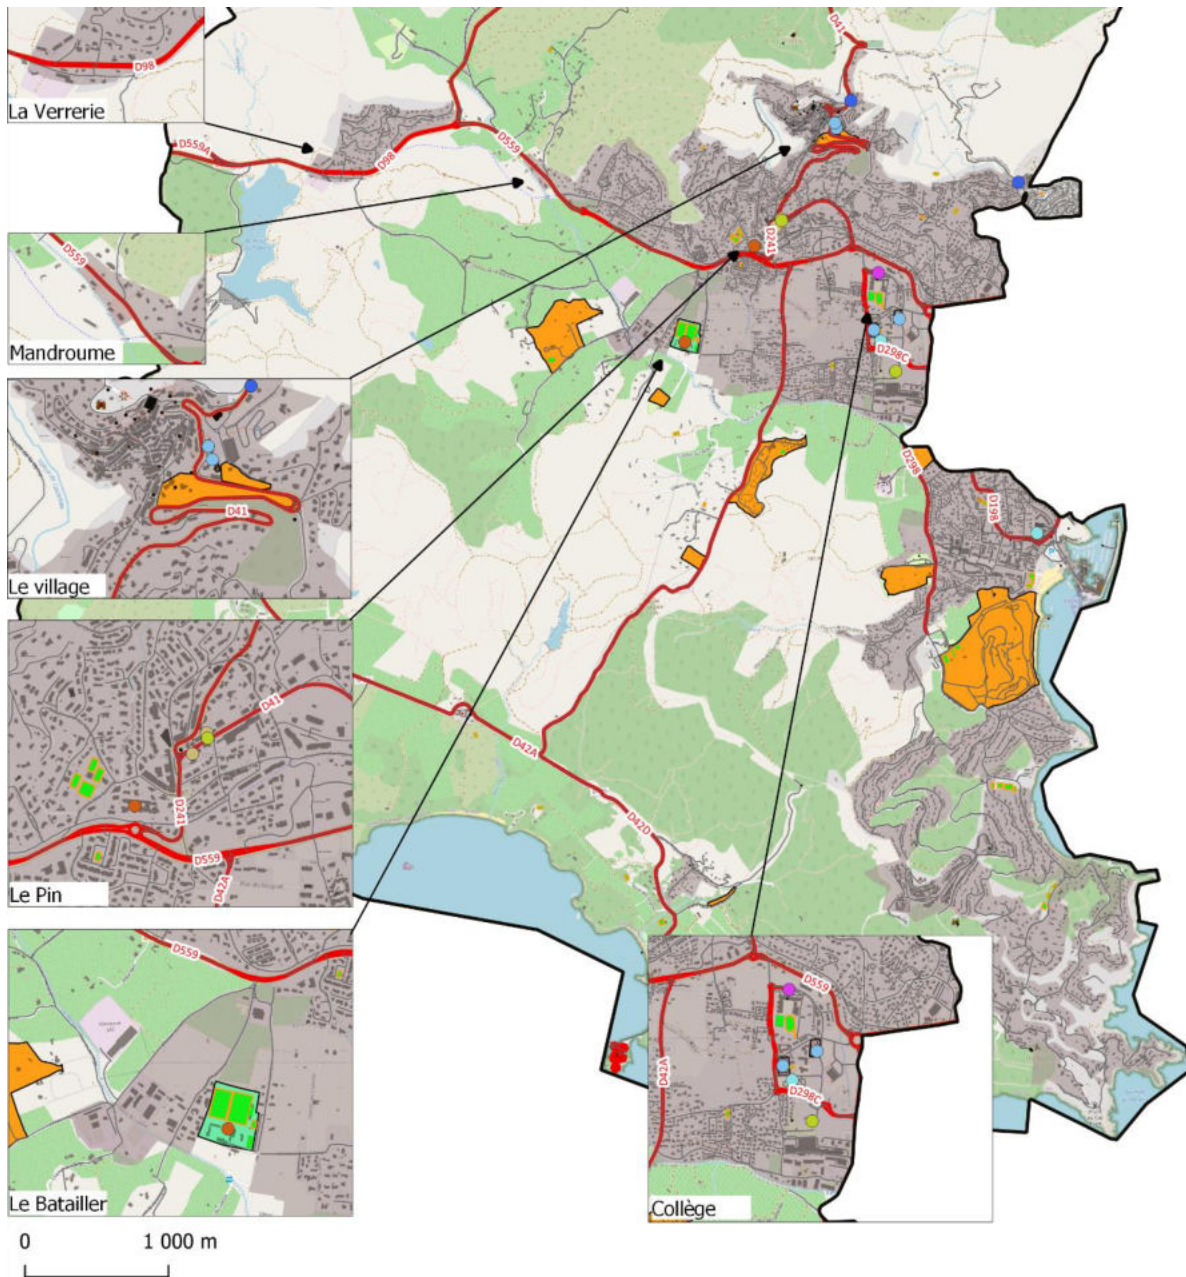 D98
La Verrerie
D41
D559A
D98
D559
D559
Mandroume
D241
D298C
D41
Le village
D298
D198
D41
D241
D559
D42A
Le Pin
D42A
D420
D559
Le Batailler
D559
D42A
D298C
Collège
0 1 000 m